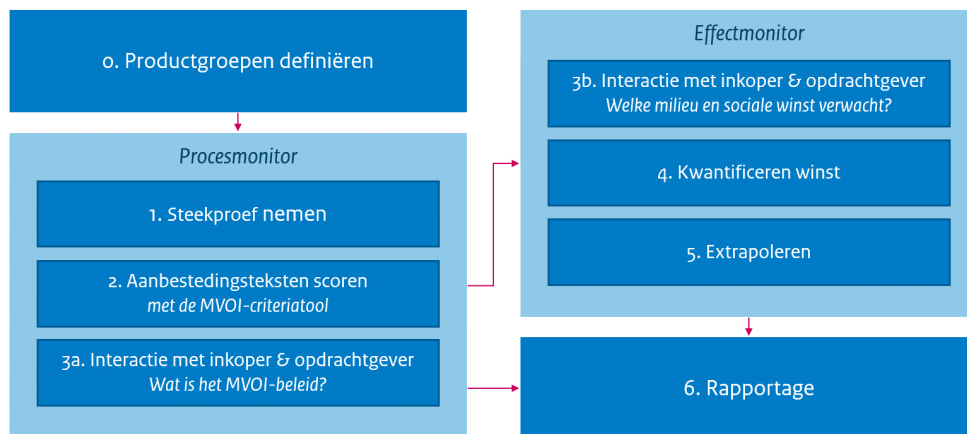 0. Productgroepen definiëren
Procesmonitor
1. Steekproef nemen
2. Aanbestedingsteksten scoren
met de MVOI-criteriatool
3a. Interactie met inkoper & opdrachtgever
Wat is het MVOI-beleid?
Effectmonitor
3b. Interactie met inkoper & opdrachtgever
Welke milieu en sociale winst verwacht?
4. Kwantificeren winst
5. Extrapoleren
6. Rapportage